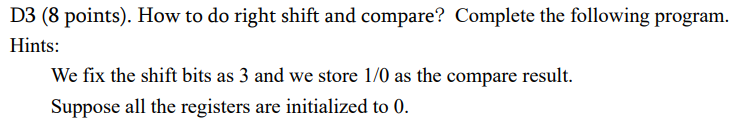 D3 (8 points). How to do right shift and compare? Complete the following program.
Hints:
We fix the shift bits as 3 and we store 1/0 as the compare result.
Suppose all the registers are initialized to 0.